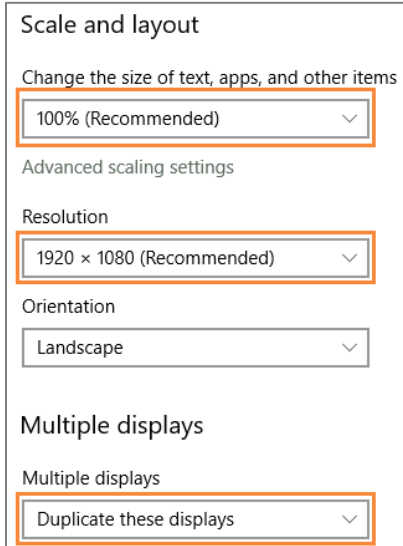 Scale and layout
Change the size of text, apps, and other items
100% (Recommended)
Advanced scaling settings
Resolution
1920 × 1080 (Recommended)
Orientation
Landscape
Multiple displays
Multiple displays
Duplicate these displays